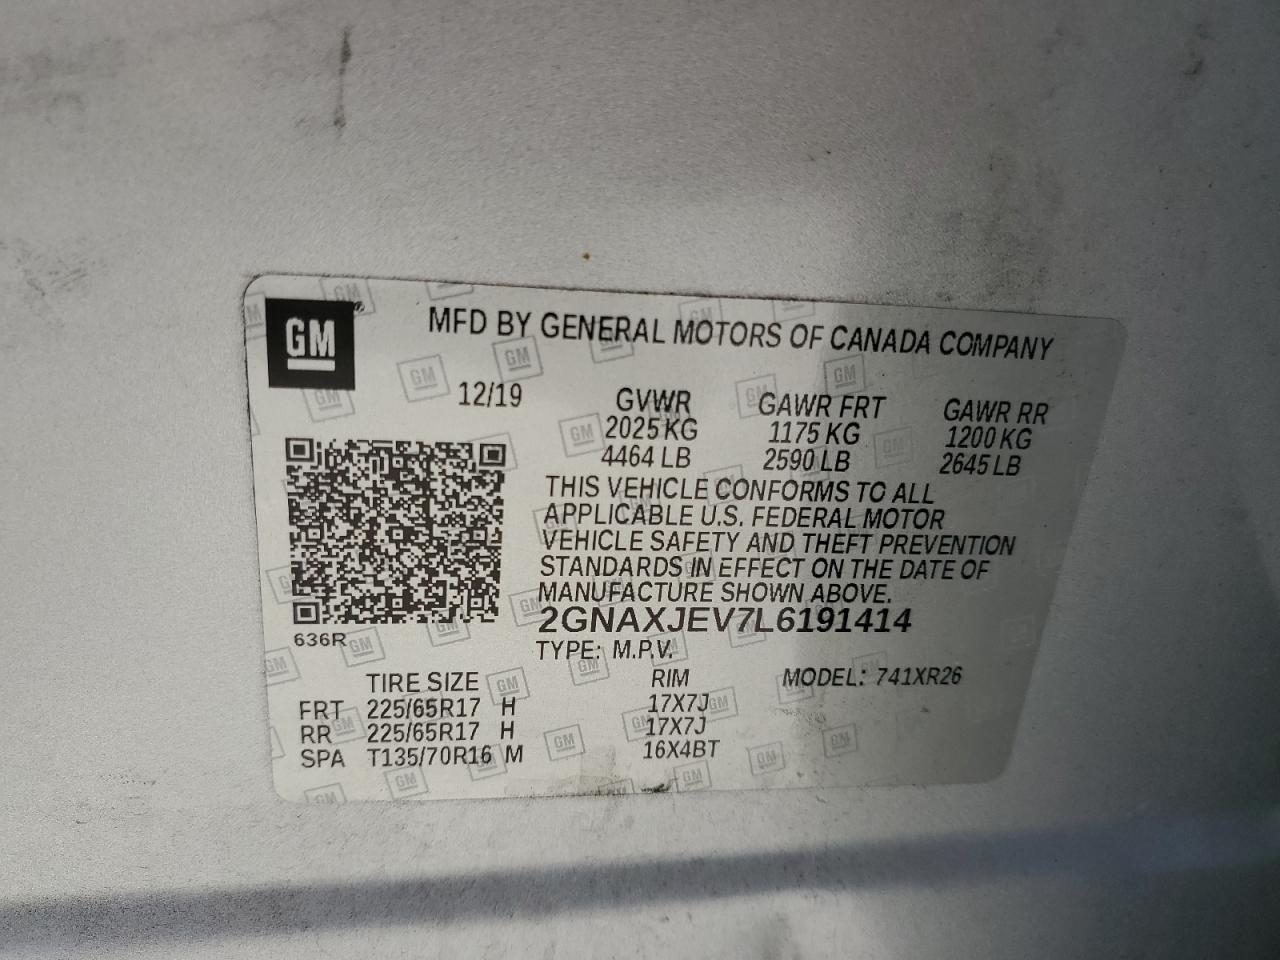 GM
MFD BY GENERAL MOTORS OF CANADA COMPANY
12/19 GVWR GAWR FRT GAWR RR
2025 KG 1175 KG 1200 KG
4464 LB 2590 LB 2645 LB
THIS VEHICLE CONFORMS TO ALL
APPLICABLE U.S. FEDERAL MOTOR
VEHICLE SAFETY AND THEFT PREVENTION
STANDARDS IN EFFECT ON THE DATE OF
MANUFACTURE SHOWN ABOVE.
2GNAXJEV7L6191414
636R
TYPE: M.P.V.
TIRE SIZE RIM MODEL: 741XR26
FRT 225/65R17 H 17X7J
RR 225/65R17 H 17X7J
SPA T135/70R16 M 16X4BT